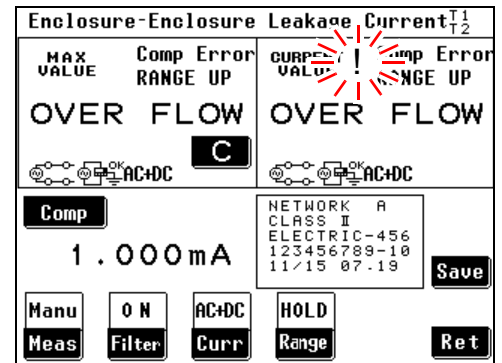 Enclosure-Enclosure Leakage Current T1
T2
MAX VALUE Comp Error RANGE UP
OVER FLOW
C
OK AC+DC
! Comp Error
RANGE UP
OVER FLOW
OK AC+DC
Comp
1.000mA
NETWORK A
CLASS II
ELECTRIC-456
123456789-10
11/15 07.19
Save
Manu ON AC+DC HOLD
Meas Filter Curr Range Ret